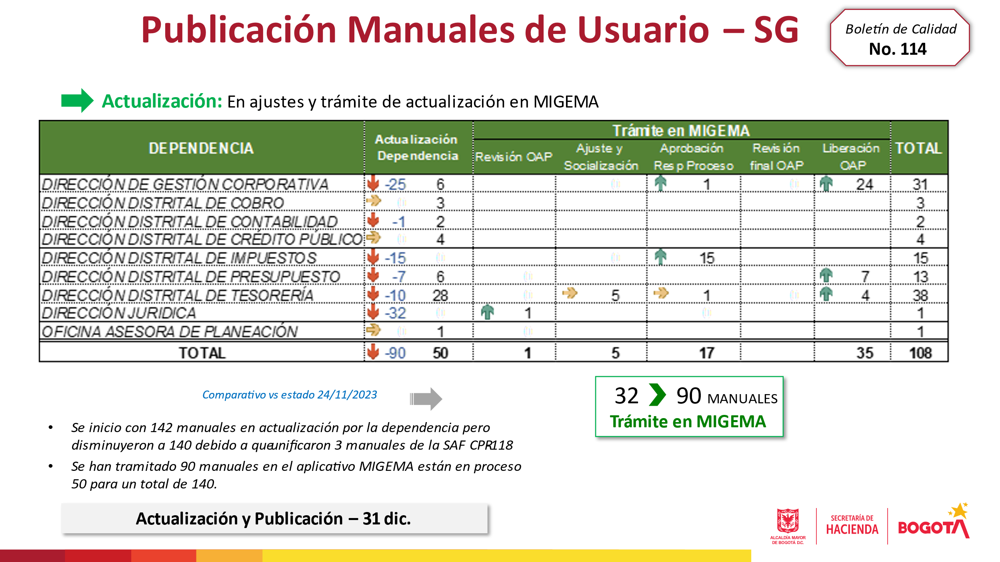 Publicación Manuales de Usuario – SG
Boletín de Calidad
No. 114
Actualización: En ajustes y trámite de actualización en MIGEMA
DEPENDENCIA
Actualización
Dependencia
Trámite en MIGEMA
TOTAL
Revisión OAP
Ajuste y
Socialización
Aprobación
Resp Proceso
Revisión
final OAP
Liberación
OAP
DIRECCIÓN DE GESTIÓN CORPORATIVA -25 6 0 1 0 24 31
DIRECCIÓN DISTRITAL DE COBRO 0 3 3
DIRECCIÓN DISTRITAL DE CONTABILIDAD -1 2 2
DIRECCIÓN DISTRITAL DE CRÉDITO PÚBLICO 0 4 4
DIRECCIÓN DISTRITAL DE IMPUESTOS -15 0 0 15 15
DIRECCIÓN DISTRITAL DE PRESUPUESTO -7 6 0 7 13
DIRECCIÓN DISTRITAL DE TESORERÍA -10 28 0 5 1 0 4 38
DIRECCIÓN JURIDICA -32 0 1 0 1
OFICINA ASESORA DE PLANEACIÓN 0 1 0 1
TOTAL -90 50 1 5 17 35 108
Comparativo vs estado 24/11/2023
32 90 MANUALES
Trámite en MIGEMA
• Se inicio con 142 manuales en actualización por la dependencia pero
disminuyeron a 140 debido a que unificaron 3 manuales de la SAF CPR-118
• Se han tramitado 90 manuales en el aplicativo MIGEMA están en proceso
50 para un total de 140.
Actualización y Publicación – 31 dic.
ALCALDÍA MAYOR
DE BOGOTÁ D.C.
SECRETARÍA DE
HACIENDA
BOGOTÁ